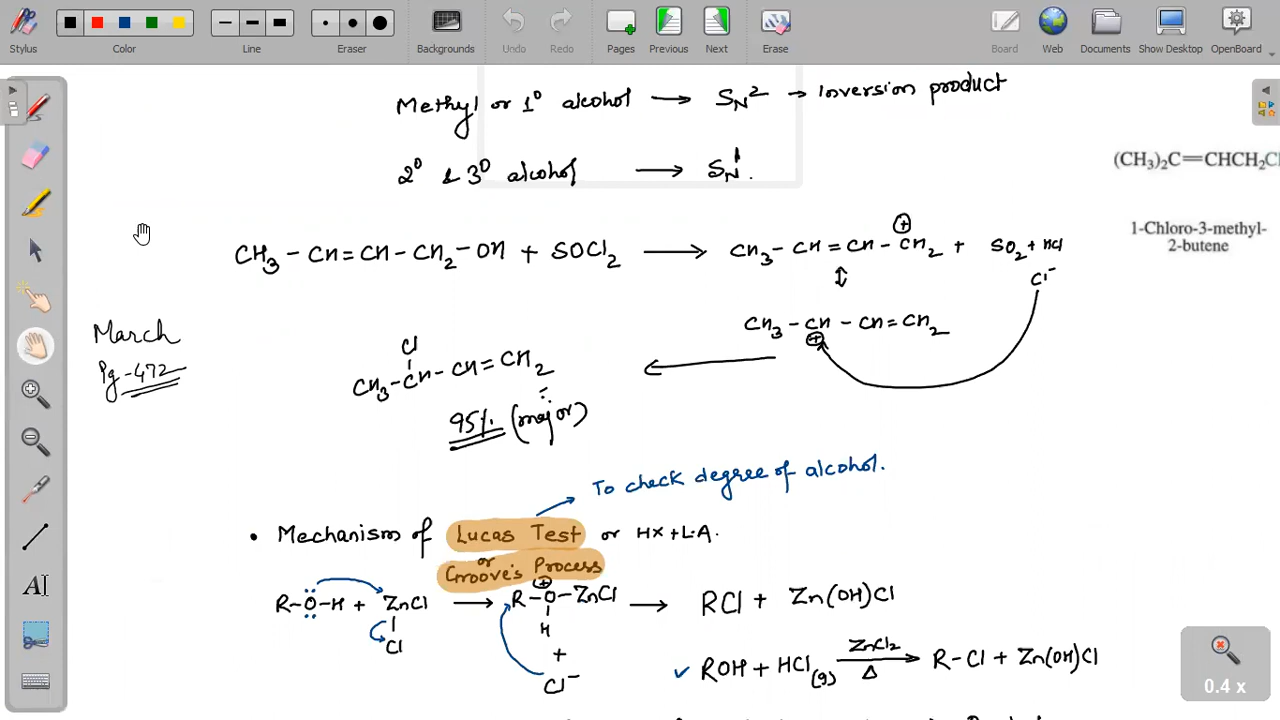 Stylus Color Line Eraser Backgrounds Undo Redo Pages Previous Next Erase Board Web Documents Show Desktop OpenBoard
Methyl or 1° alcohol → SN2 → Inversion product
2° & 3° alcohol → SN1.
(CH3)2C=CHCH2Cl
1-Chloro-3-methyl-
2-butene
CH3 – CH = CH – CH2 – OH + SOCl2 → CH3 – CH = CH – CH2 ⊕ + SO2 + HCl
↕ Cl⁻
CH3 – CH – CH = CH2
⊕
March
Pg - 472
Cl
CH3 – CH – CH = CH2
95% (major)
To check degree of alcohol.
• Mechanism of Lucas Test or HX + L.A.
or
Groove's Process
R–O–H + ZnCl → R–O–ZnCl → RCl + Zn(OH)Cl
⊕
Cl H
+
Cl⁻
✓ ROH + HCl(g) ZnCl2 → Δ R–Cl + Zn(OH)Cl
0.4 x